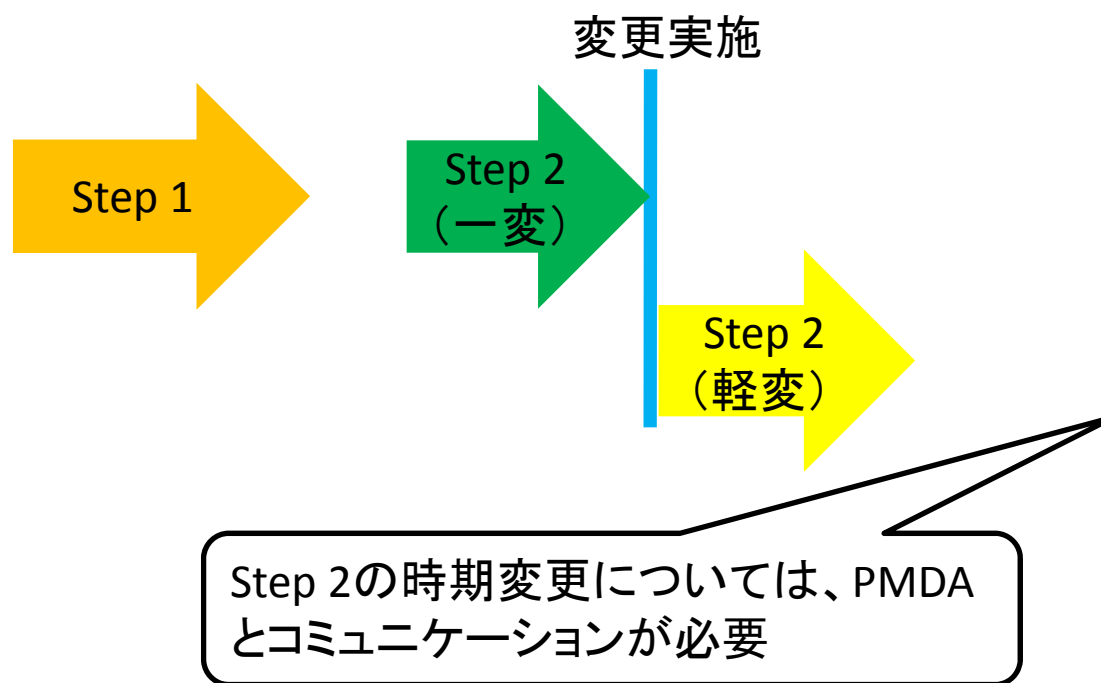 変更実施
Step 1
Step 2
（一変）
Step 2
（軽変）
Step 2の時期変更については、PMDA
とコミュニケーションが必要